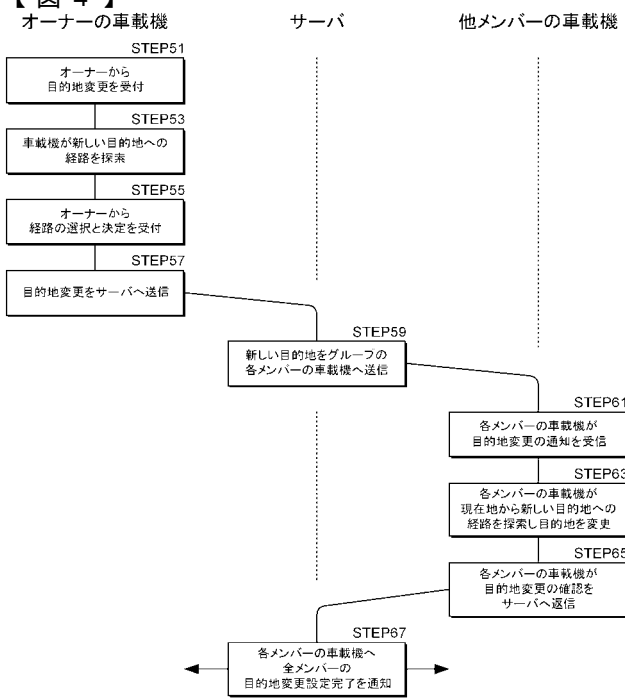 【図4】
オーナーの車載機
サーバ
他メンバーの車載機
STEP51
オーナーから
目的地変更を受付
STEP53
車載機が新しい目的地への
経路を探索
STEP55
オーナーから
経路の選択と決定を受付
STEP57
目的地変更をサーバへ送信
STEP59
新しい目的地をグループの
各メンバーの車載機へ送信
STEP61
各メンバーの車載機が
目的地変更の通知を受信
STEP63
各メンバーの車載機が
現在地から新しい目的地への
経路を探索し目的地を変更
STEP65
各メンバーの車載機が
目的地変更の確認を
サーバへ返信
STEP67
各メンバーの車載機へ
全メンバーの
目的地変更設定完了を通知